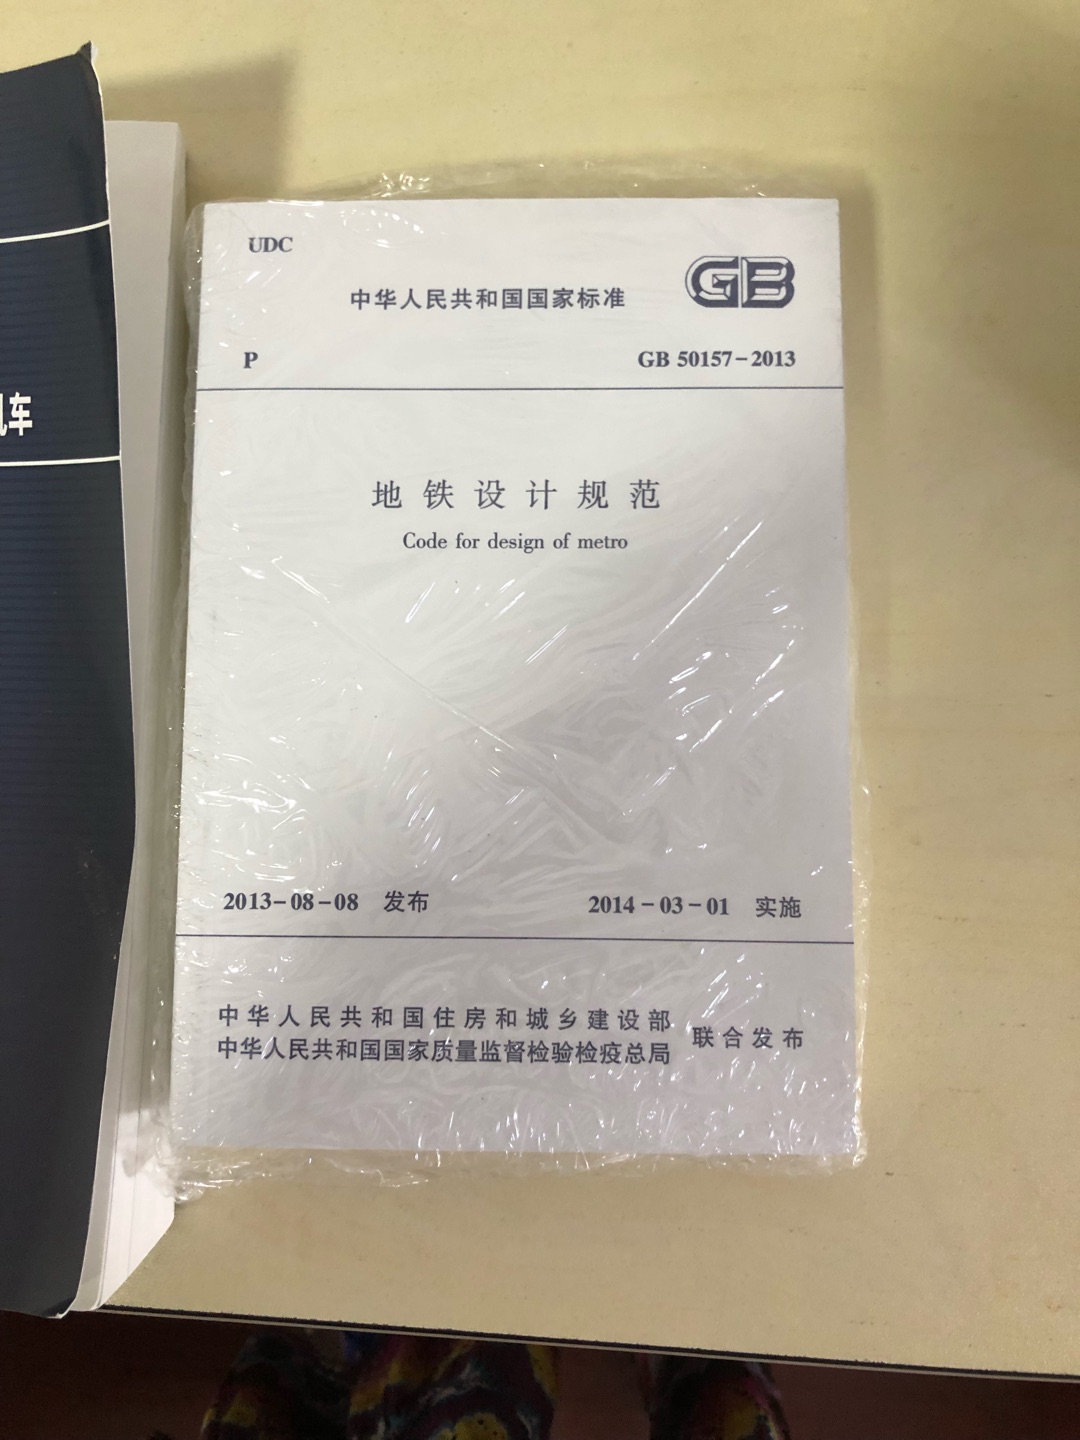 UDC
中华人民共和国国家标准
GB
P
GB 50157-2013
地铁设计规范
Code for design of metro
2013-08-08 发布
2014-03-01 实施
中华人民共和国住房和城乡建设部
中华人民共和国国家质量监督检验检疫总局
联合发布
车